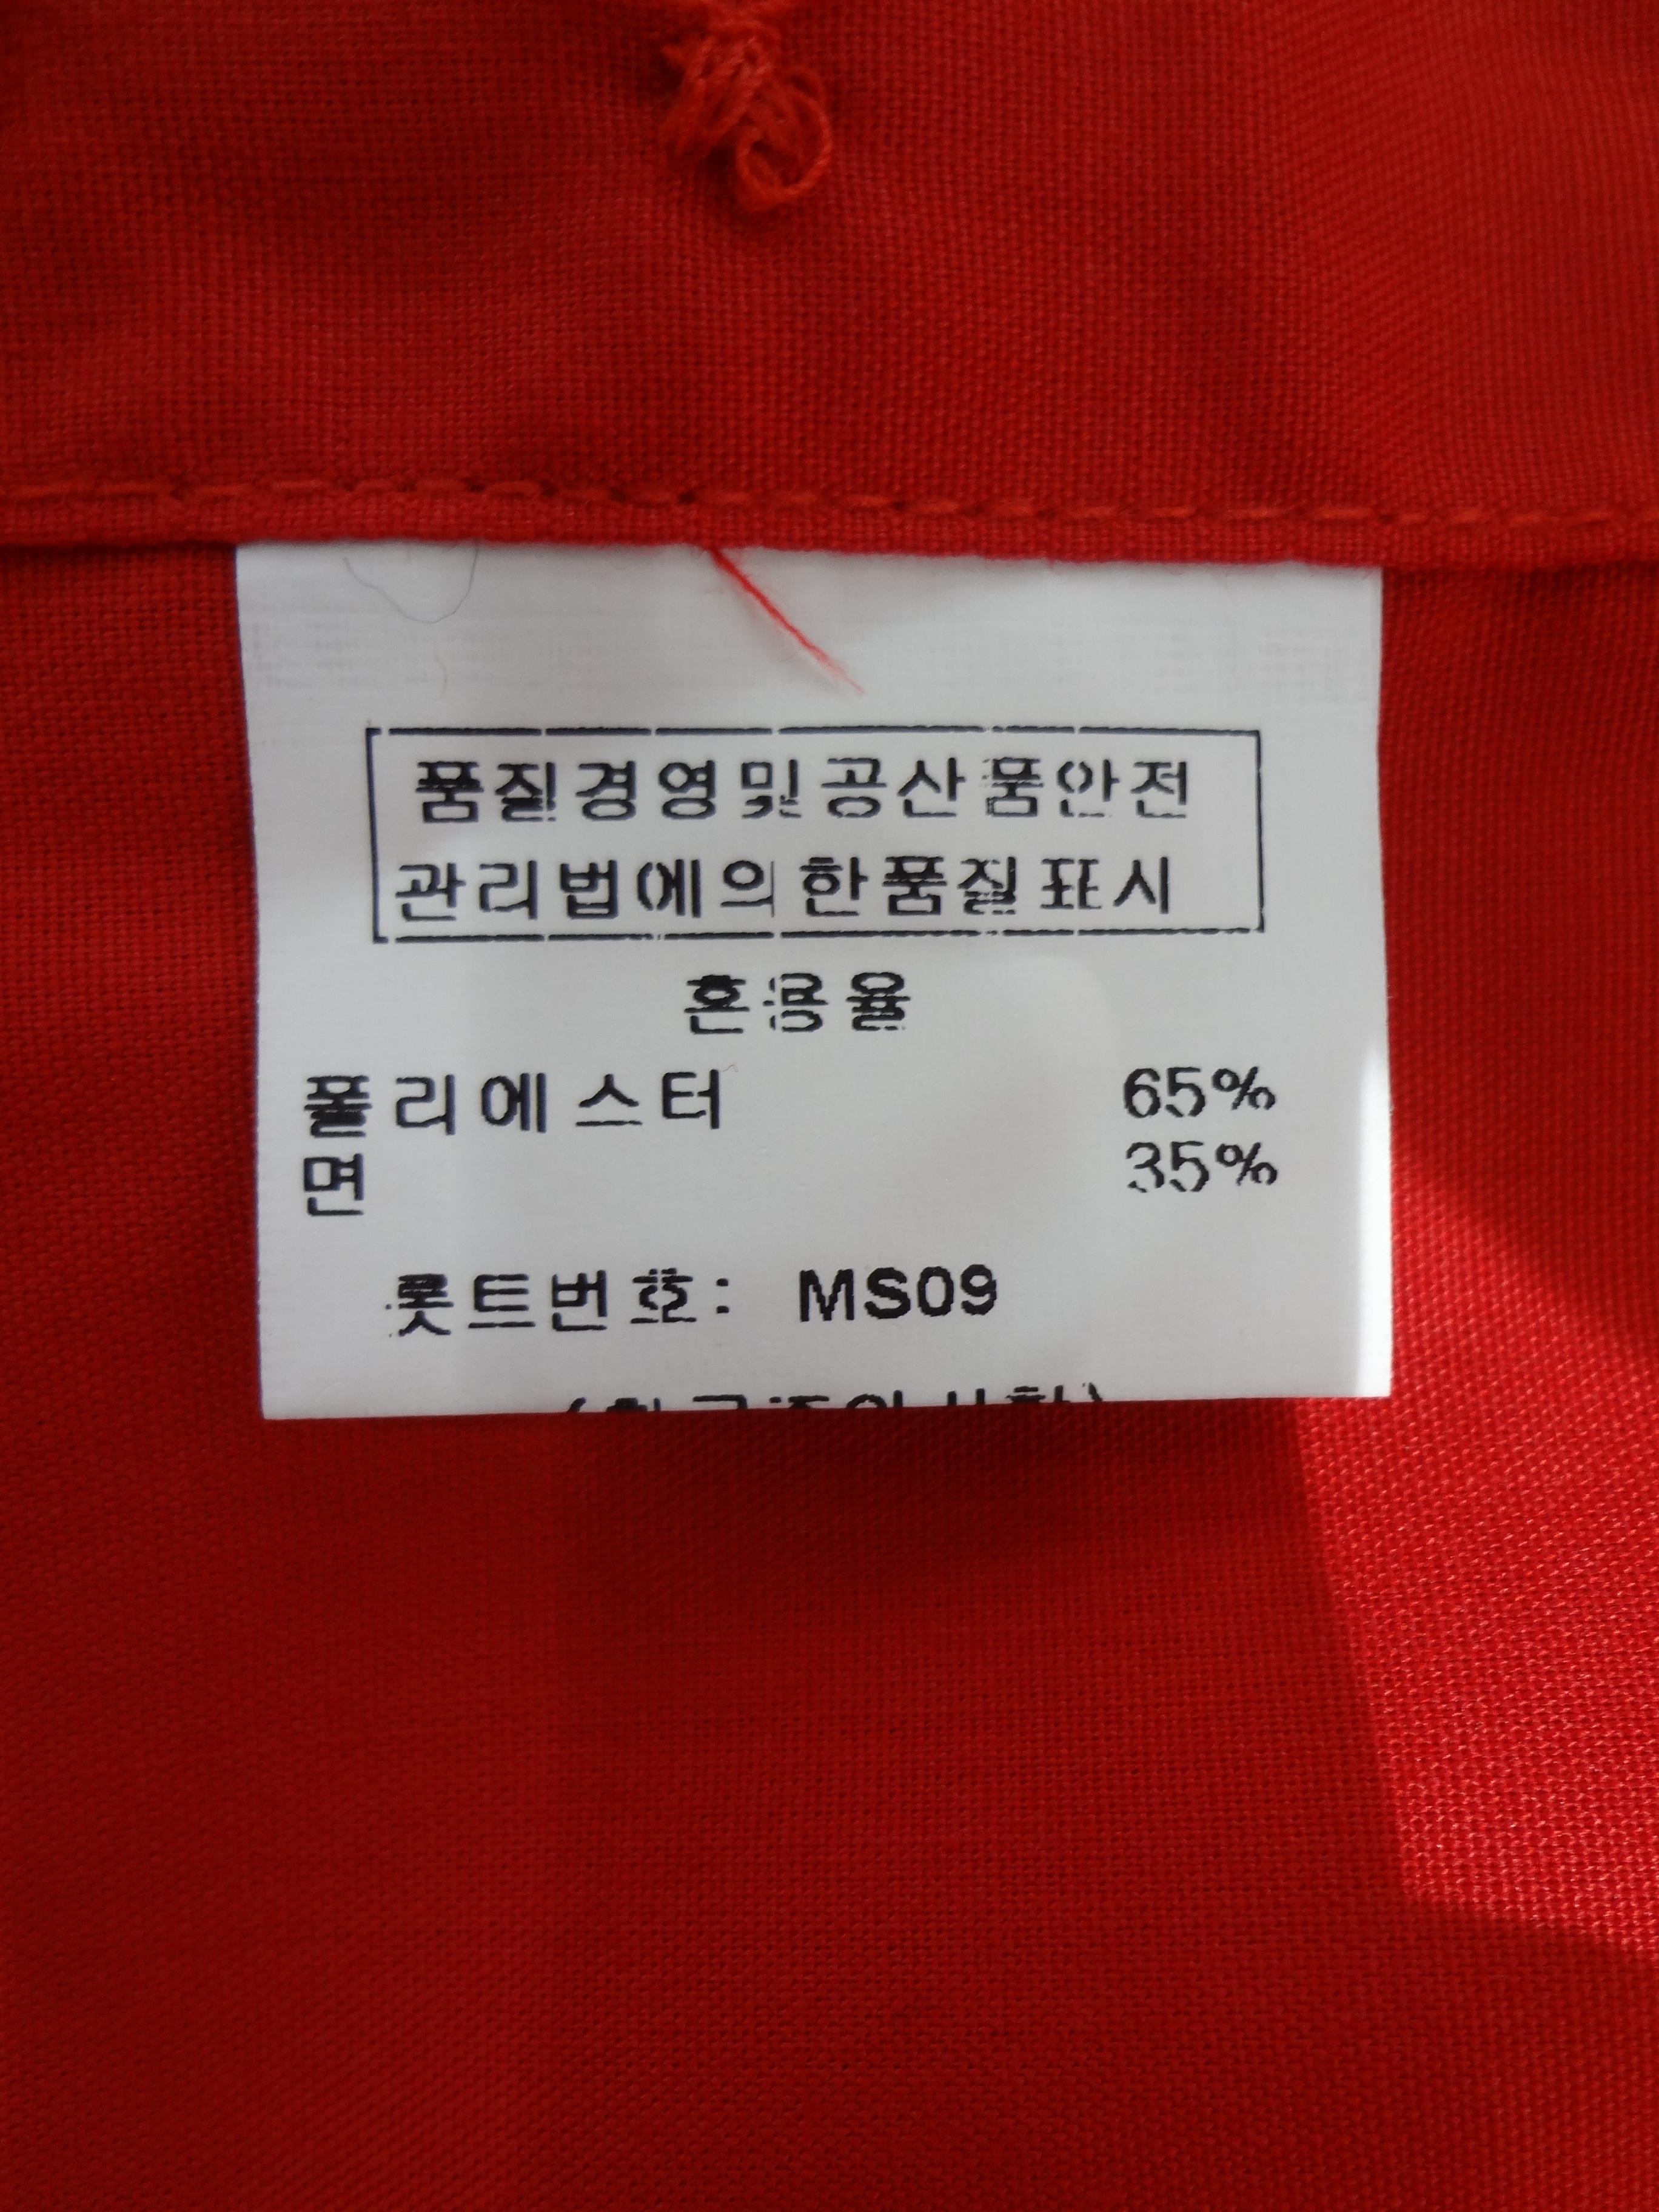 품질경영및공산품안전
관리법에의한품질표시
혼용율
폴리에스터 65%
면 35%
롯트번호: MS09